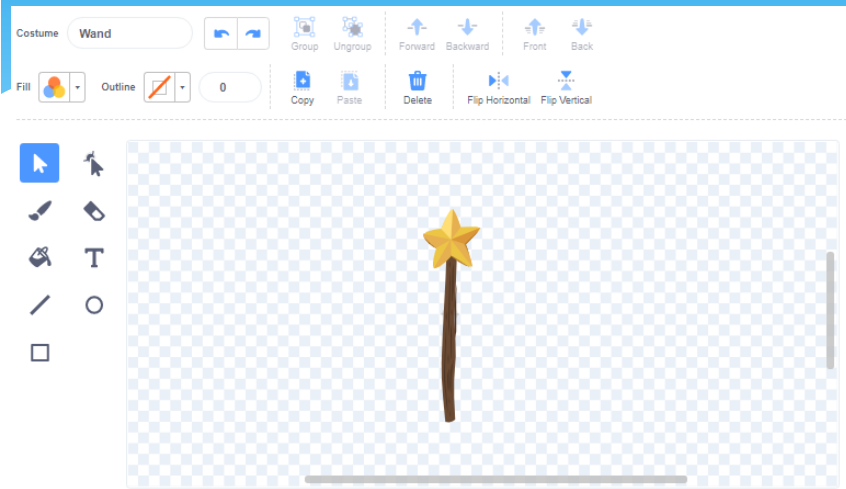 Costume Wand
Group Ungroup Forward Backward Front Back
Fill Outline 0
Copy Paste Delete Flip Horizontal Flip Vertical
T